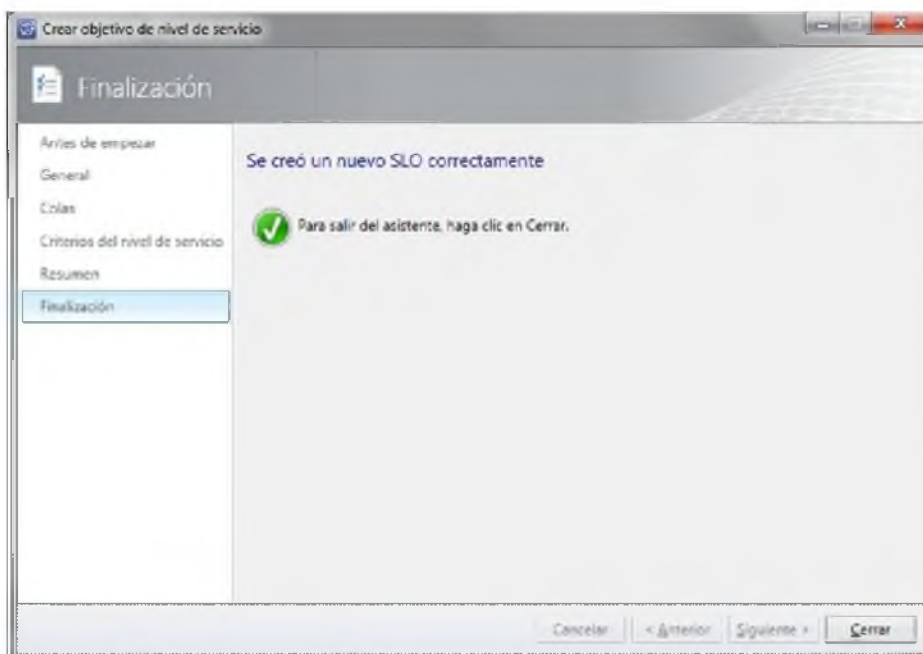 Crear objetivo de nivel de servicio
Finalización
Antes de empezar
General
Colas
Criterios del nivel de servicio
Resumen
Finalización
Se creó un nuevo SLO correctamente
Para salir del asistente, haga clic en Cerrar.
Cancelar
< Anterior
Siguiente >
Cerrar